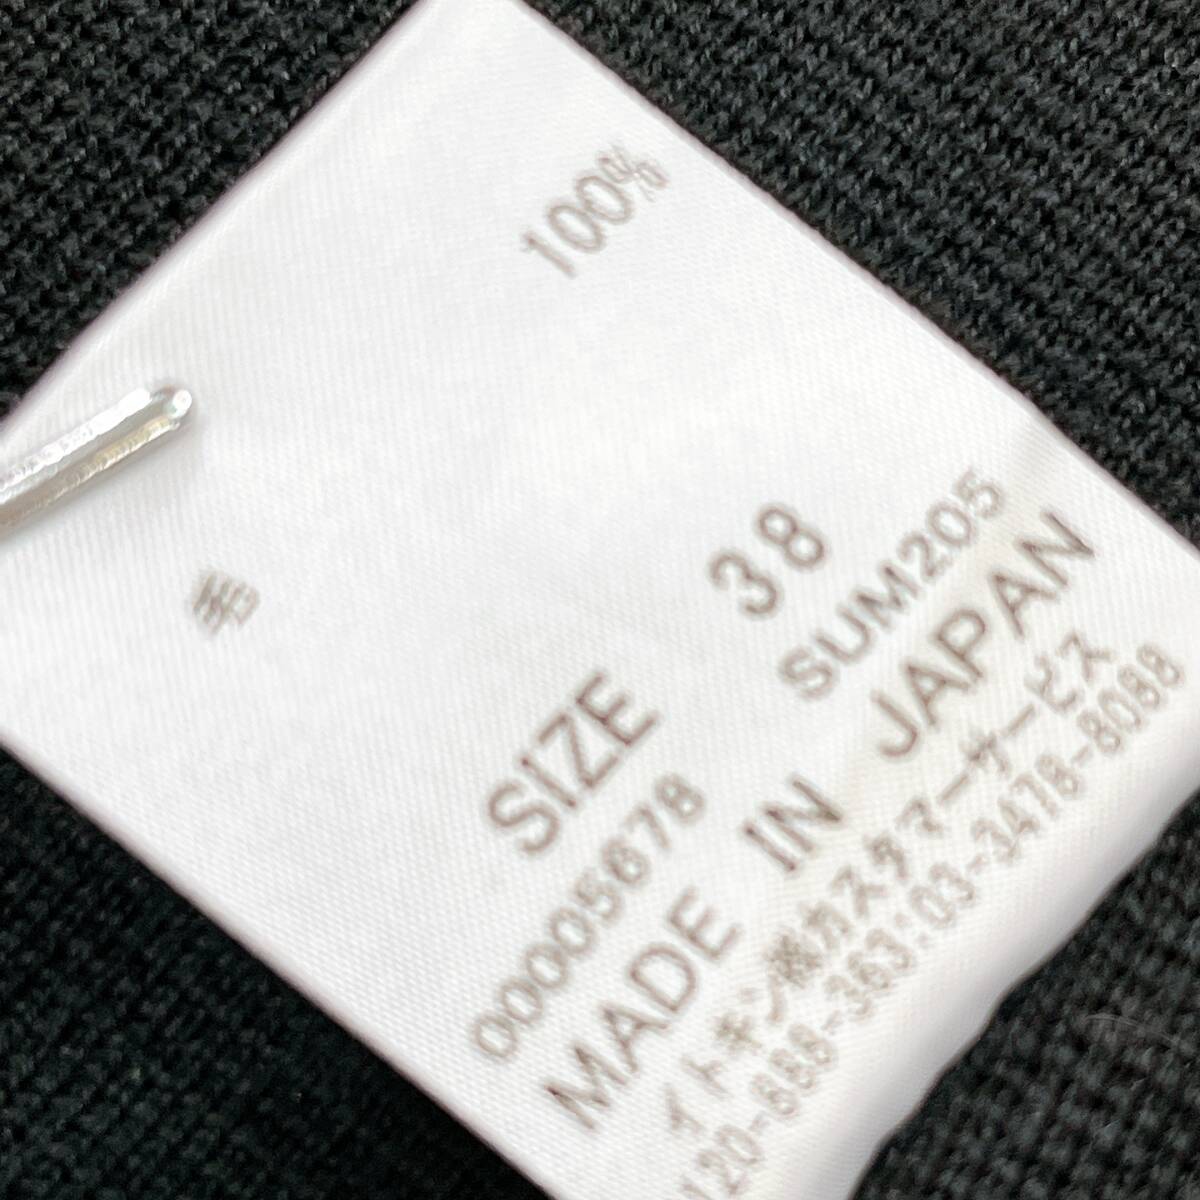 毛 100%
SIZE 38
00005678 SUM205
MADE IN JAPAN
イトキン㈱カスタマーサービス
120-888-363:03-3478-8088